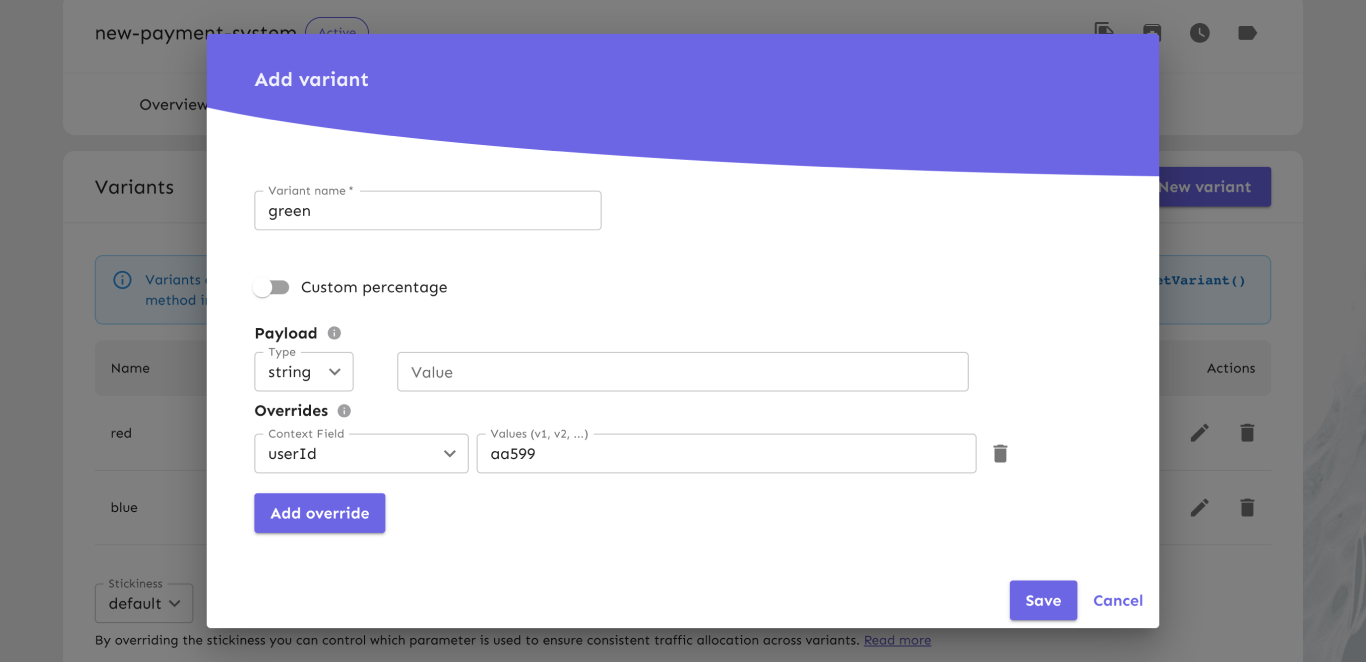 new-payment-system Active
Add variant
Overview
Variant name *
green
Variants
New variant
Variants
etVariant()
method in
Custom percentage
Payload
Type
string
Value
Name
Actions
Overrides
Context Field
userId
Values (v1, v2, ...)
aa599
red
blue
Add override
Stickiness
default
Save
Cancel
By overriding the stickiness you can control which parameter is used to ensure consistent traffic allocation across variants. Read more